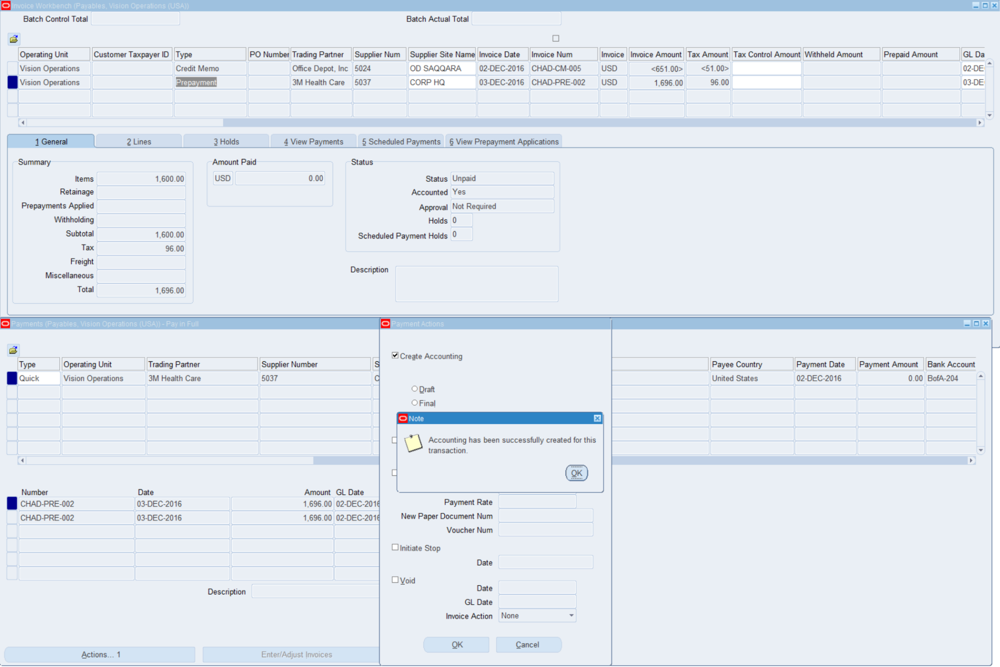 Invoice Workbench (Payables, Vision Operations (USA))
Batch Control Total
Batch Actual Total
Operating Unit Customer Taxpayer ID Type PO Number Trading Partner Supplier Num Supplier Site Name Invoice Date Invoice Num Invoice Invoice Amount Tax Amount Tax Control Amount Withheld Amount Prepaid Amount GL Da
Vision Operations Credit Memo Office Depot, Inc 5024 OD SAQQARA 02-DEC-2016 CHAD-CM-005 USD <651.00> <51.00> 02-DE
Vision Operations Prepayment 3M Health Care 5037 CORP HQ 03-DEC-2016 CHAD-PRE-002 USD 1,696.00 96.00 03-DE
1 General 2 Lines 3 Holds 4 View Payments 5 Scheduled Payments 6 View Prepayment Applications
Summary
Items 1,600.00
Retainage
Prepayments Applied
Withholding
Subtotal 1,600.00
Tax 96.00
Freight
Miscellaneous
Total 1,696.00
Amount Paid
USD 0.00
Status
Status Unpaid
Accounted Yes
Approval Not Required
Holds 0
Scheduled Payment Holds 0
Description
Payments (Payables, Vision Operations (USA)) - Pay in Full
Type Operating Unit Trading Partner Supplier Number S Payee Country Payment Date Payment Amount Bank Account
Quick Vision Operations 3M Health Care 5037 C United States 02-DEC-2016 0.00 BofA-204
Number Date Amount GL Date
CHAD-PRE-002 03-DEC-2016 1,696.00 02-DEC-2016
CHAD-PRE-002 03-DEC-2016 1,696.00 02-DEC-2016
Description
Actions... 1 Enter/Adjust Invoices
Payment Actions
Create Accounting
Draft
Final
Note
Accounting has been successfully created for this
transaction.
OK
Payment Rate
New Paper Document Num
Voucher Num
Initiate Stop
Date
Void
Date
GL Date
Invoice Action None
OK Cancel